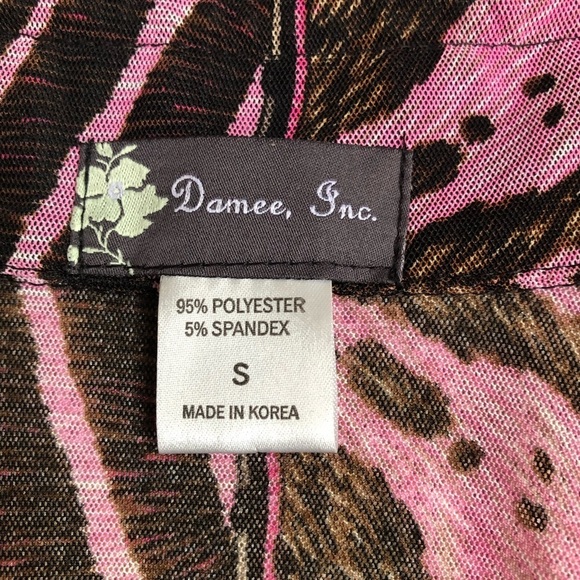 Damee, Inc.
95% POLYESTER
5% SPANDEX
S
MADE IN KOREA